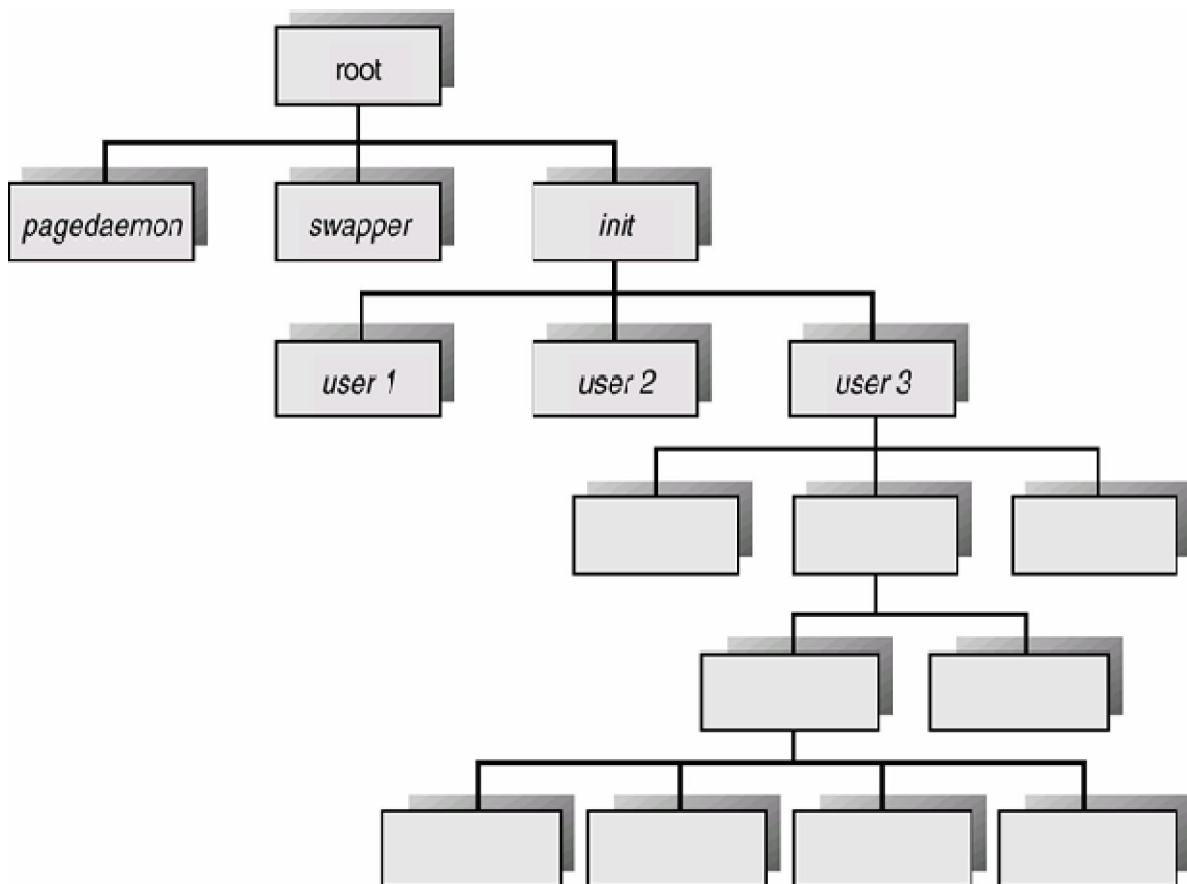 root
pagedaemon
swapper
init
user 1
user 2
user 3